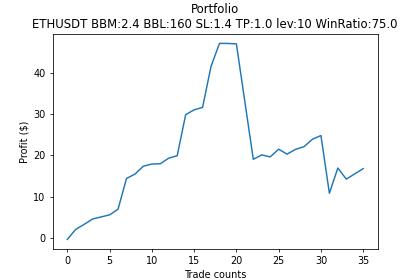 Portfolio
ETHUSDT BBM:2.4 BBL:160 SL:1.4 TP:1.0 lev:10 WinRatio:75.0
Profit ($)
40
30
20
10
0
0 5 10 15 20 25 30 35
Trade counts